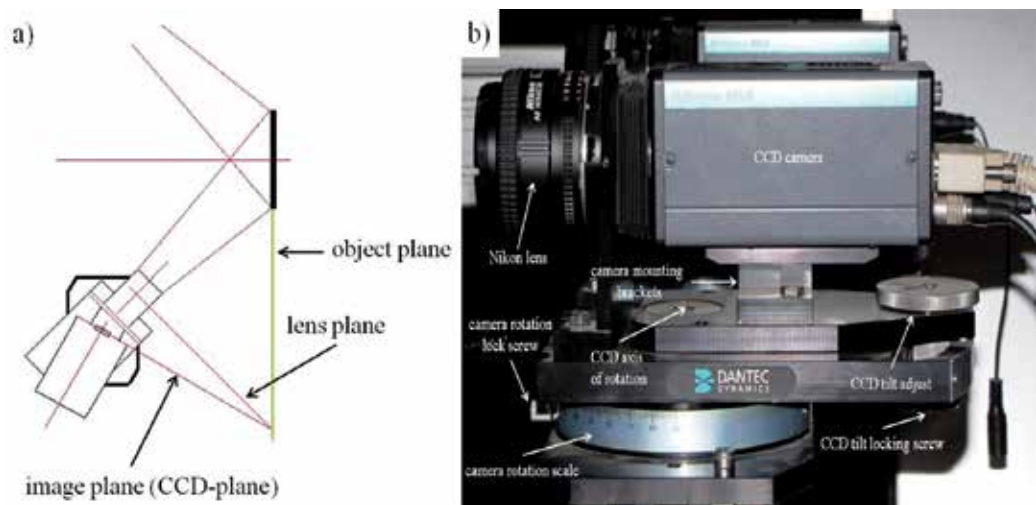 a)
object plane
lens plane
image plane (CCD-plane)
b)
CCD camera
Nikon lens
camera mounting
brackets
camera rotation
lock screw
CCD axis
of rotation
DANTEC
DYNAMICS
CCD tilt adjust
CCD tilt locking screw
camera rotation scale